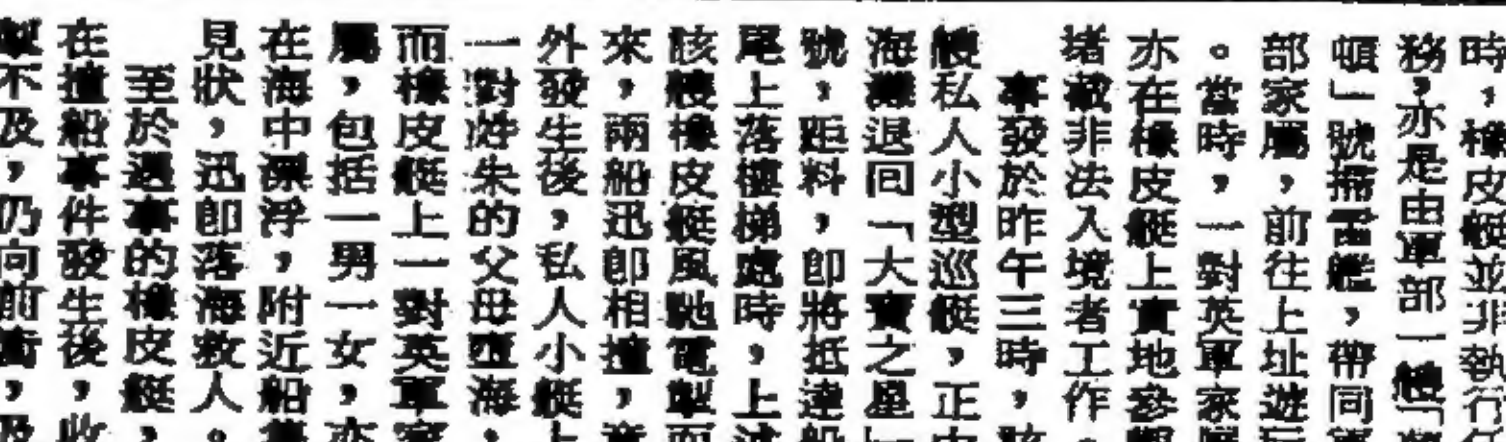 時，橡皮艇並非執行
務，亦是由軍部一艘
頓」號掃雷艦，帶同
部家屬，前往上址遊玩
。當時，一對英軍家屬
亦在橡皮艇上實地參觀
堵截非法入境者工作。
事發於昨午三時，該
艘私人小型巡艇，正由
海灘退回「大寶之星」
號，距料，即將抵達船
尾上落樓梯處時，上述
該艘橡皮艇風馳電掣而
來，兩船迅即相撞，意
外發生後，私人小艇上
一對姓朱的父母墮海，
而橡皮艇上一對英軍家
屬，包括一男一女，亦
在海中漂浮，附近船隻
見狀，迅即落海救人。
至於遇事的橡皮艇，
在撞船事件發生後，收
掣不及，仍向前衝，及